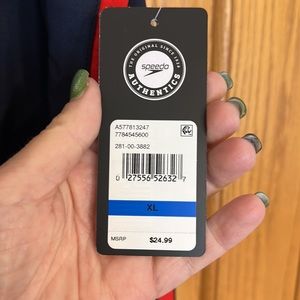 THE ORIGINAL SINCE 1928
speedo
AUTHENTICS
A577813247
7784545600
281-00-3882
0 27556 52632 7
XL
MSRP $24.99